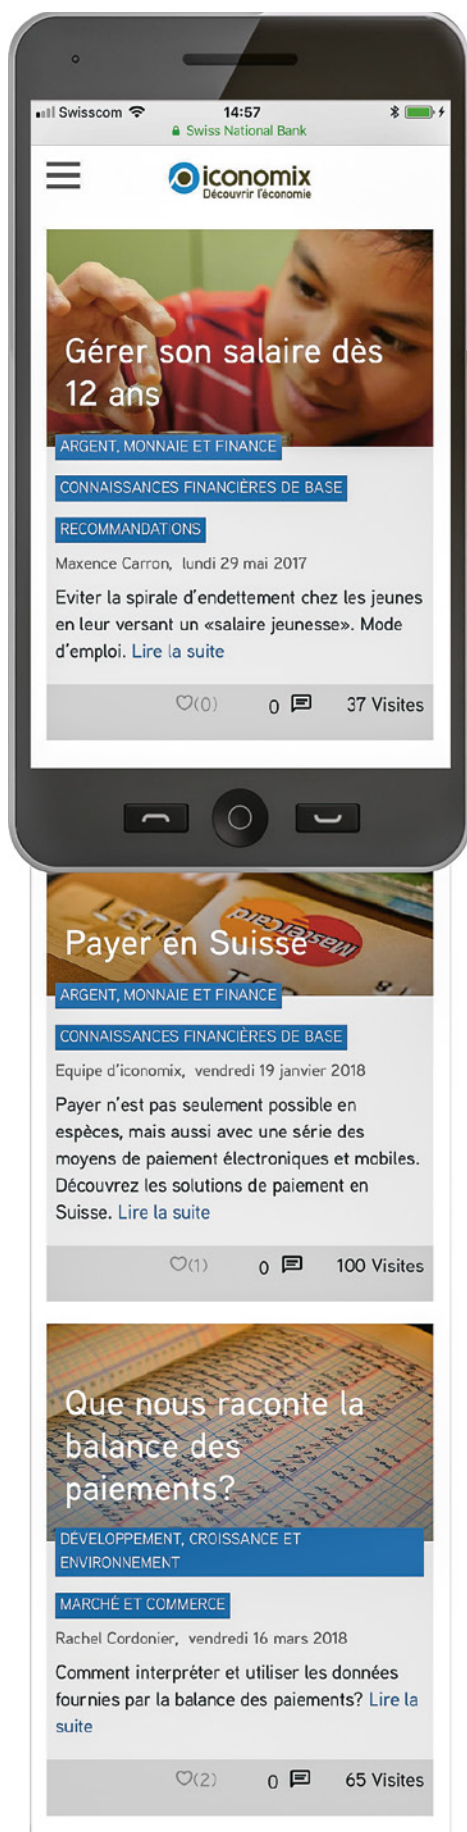 Swisscom 14:57
Swiss National Bank
iconomix
Découvrir l'économie
Gérer son salaire dès
12 ans
ARGENT, MONNAIE ET FINANCE
CONNAISSANCES FINANCIÈRES DE BASE
RECOMMANDATIONS
Maxence Carron, lundi 29 mai 2017
Eviter la spirale d'endettement chez les jeunes
en leur versant un «salaire jeunesse». Mode
d'emploi. Lire la suite
(0) 0 37 Visites
MasterCard
Payer en Suisse
ARGENT, MONNAIE ET FINANCE
CONNAISSANCES FINANCIÈRES DE BASE
Equipe d'iconomix, vendredi 19 janvier 2018
Payer n'est pas seulement possible en
espèces, mais aussi avec une série des
moyens de paiement électroniques et mobiles.
Découvrez les solutions de paiement en
Suisse. Lire la suite
(1) 0 100 Visites
Que nous raconte la
balance des
paiements?
DÉVELOPPEMENT, CROISSANCE ET
ENVIRONNEMENT
MARCHÉ ET COMMERCE
Rachel Cordonier, vendredi 16 mars 2018
Comment interpréter et utiliser les données
fournies par la balance des paiements? Lire la
suite
(2) 0 65 Visites